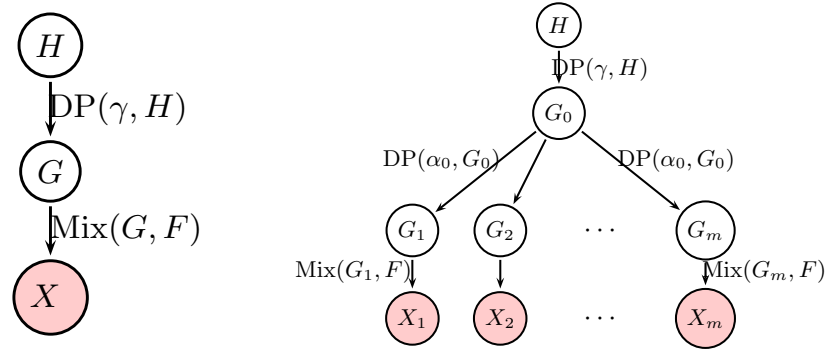 H
DP(γ, H)
G
Mix(G, F)
X
H
DP(γ, H)
G₀
DP(α₀, G₀)
DP(α₀, G₀)
G₁
G₂
⋯
Gₘ
Mix(G₁, F)
Mix(Gₘ, F)
X₁
X₂
⋯
Xₘ